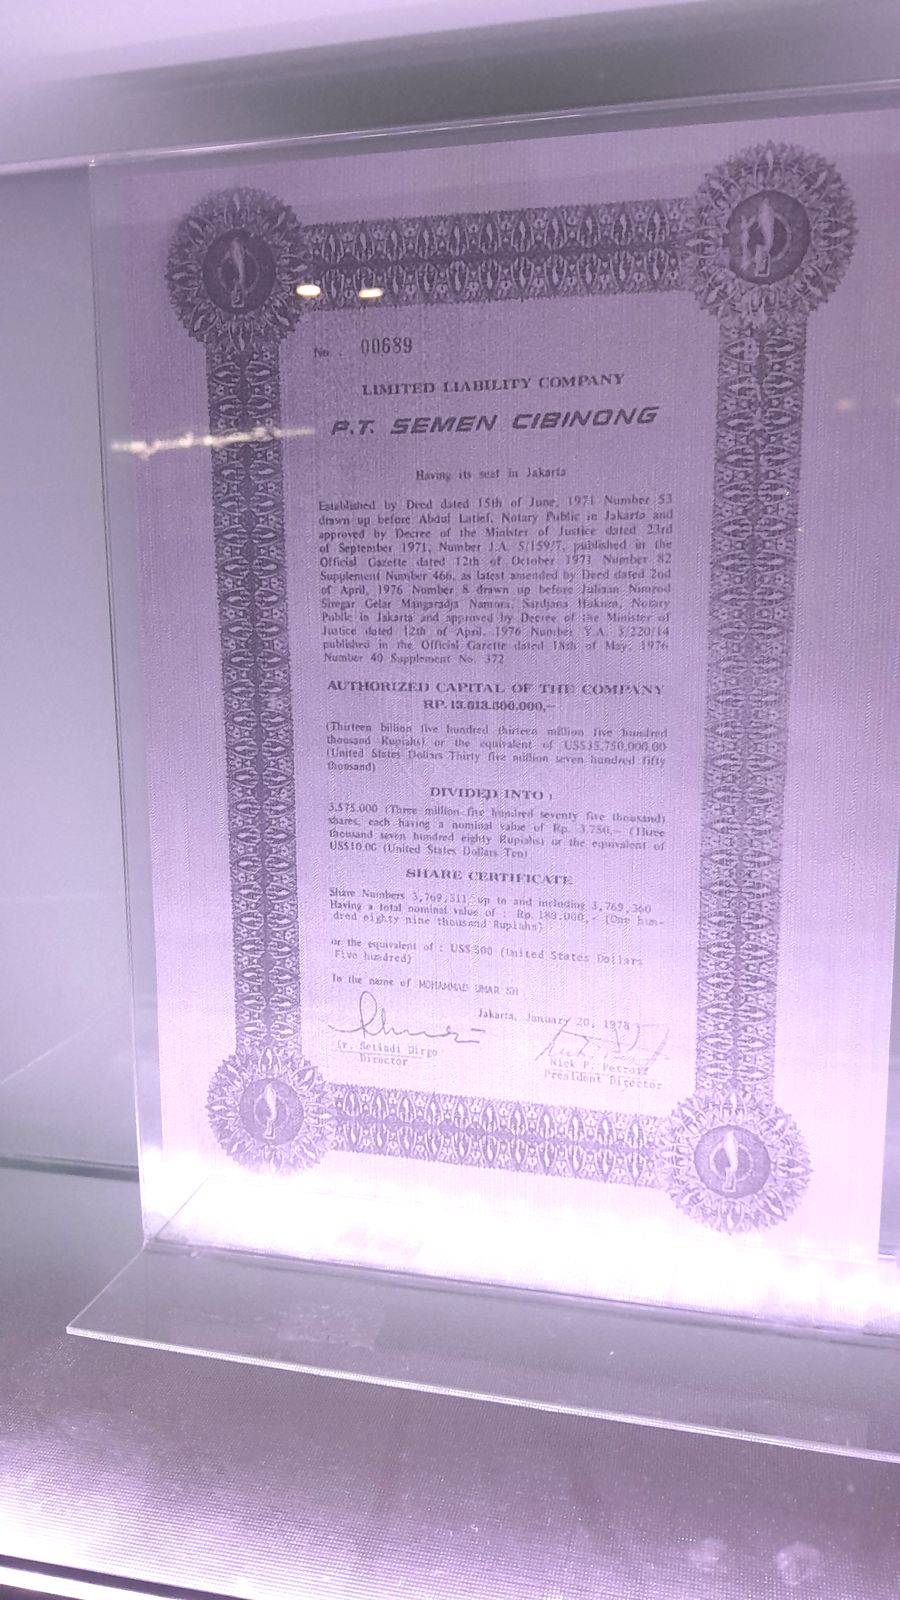 No. : 00689
LIMITED LIABILITY COMPANY
P.T. SEMEN CIBINONG
Having its seat in Jakarta
Established by Deed dated 15th of June, 1971 Number 53
drawn up before Abdul Latief, Notary Public in Jakarta and
approved by Decree of the Minister of Justice dated 23rd
of September 1971, Number J.A. 5/159/7, published in the
Official Gazette dated 12th of October 1971 Number 82
Supplement Number 466, as latest amended by Deed dated 2nd
of April, 1976 Number 8 drawn up before Juliaan Nimrod
Siregar Gelar Mangaradja Namora, Sardjana Hukum, Notary
Public in Jakarta and approved by Decree of the Minister of
Justice dated 12th of April, 1976 Number Y.A. 5/220/14
published in the Official Gazette dated 18th of May, 1976
Number 40 Supplement No. 372
AUTHORIZED CAPITAL OF THE COMPANY
RP. 13.513.500.000,—
(Thirteen billion five hundred thirteen million five hundred
thousand Rupiahs) or the equivalent of US$35,750,000.00
(United States Dollars Thirty five million seven hundred fifty
thousand)
DIVIDED INTO :
3,575.000 (Three million five hundred seventy five thousand)
shares, each having a nominal value of Rp. 3,780,— (Three
thousand seven hundred eighty Rupiahs) or the equivalent of
US$10.00 (United States Dollars Ten)
SHARE CERTIFICATE
Share Numbers 3,769,311 up to and including 3,769,360
Having a total nominal value of : Rp. 189.000,- (One hun-
dred eighty nine thousand Rupiahs)
or the equivalent of : US$ 500 (United States Dollars
Five hundred)
In the name of MOHAMMAD UMAR SH
Jakarta, January 20, 1978
Ir. Setiadi Dirgo
Director
Nick P. Petroff
President Director